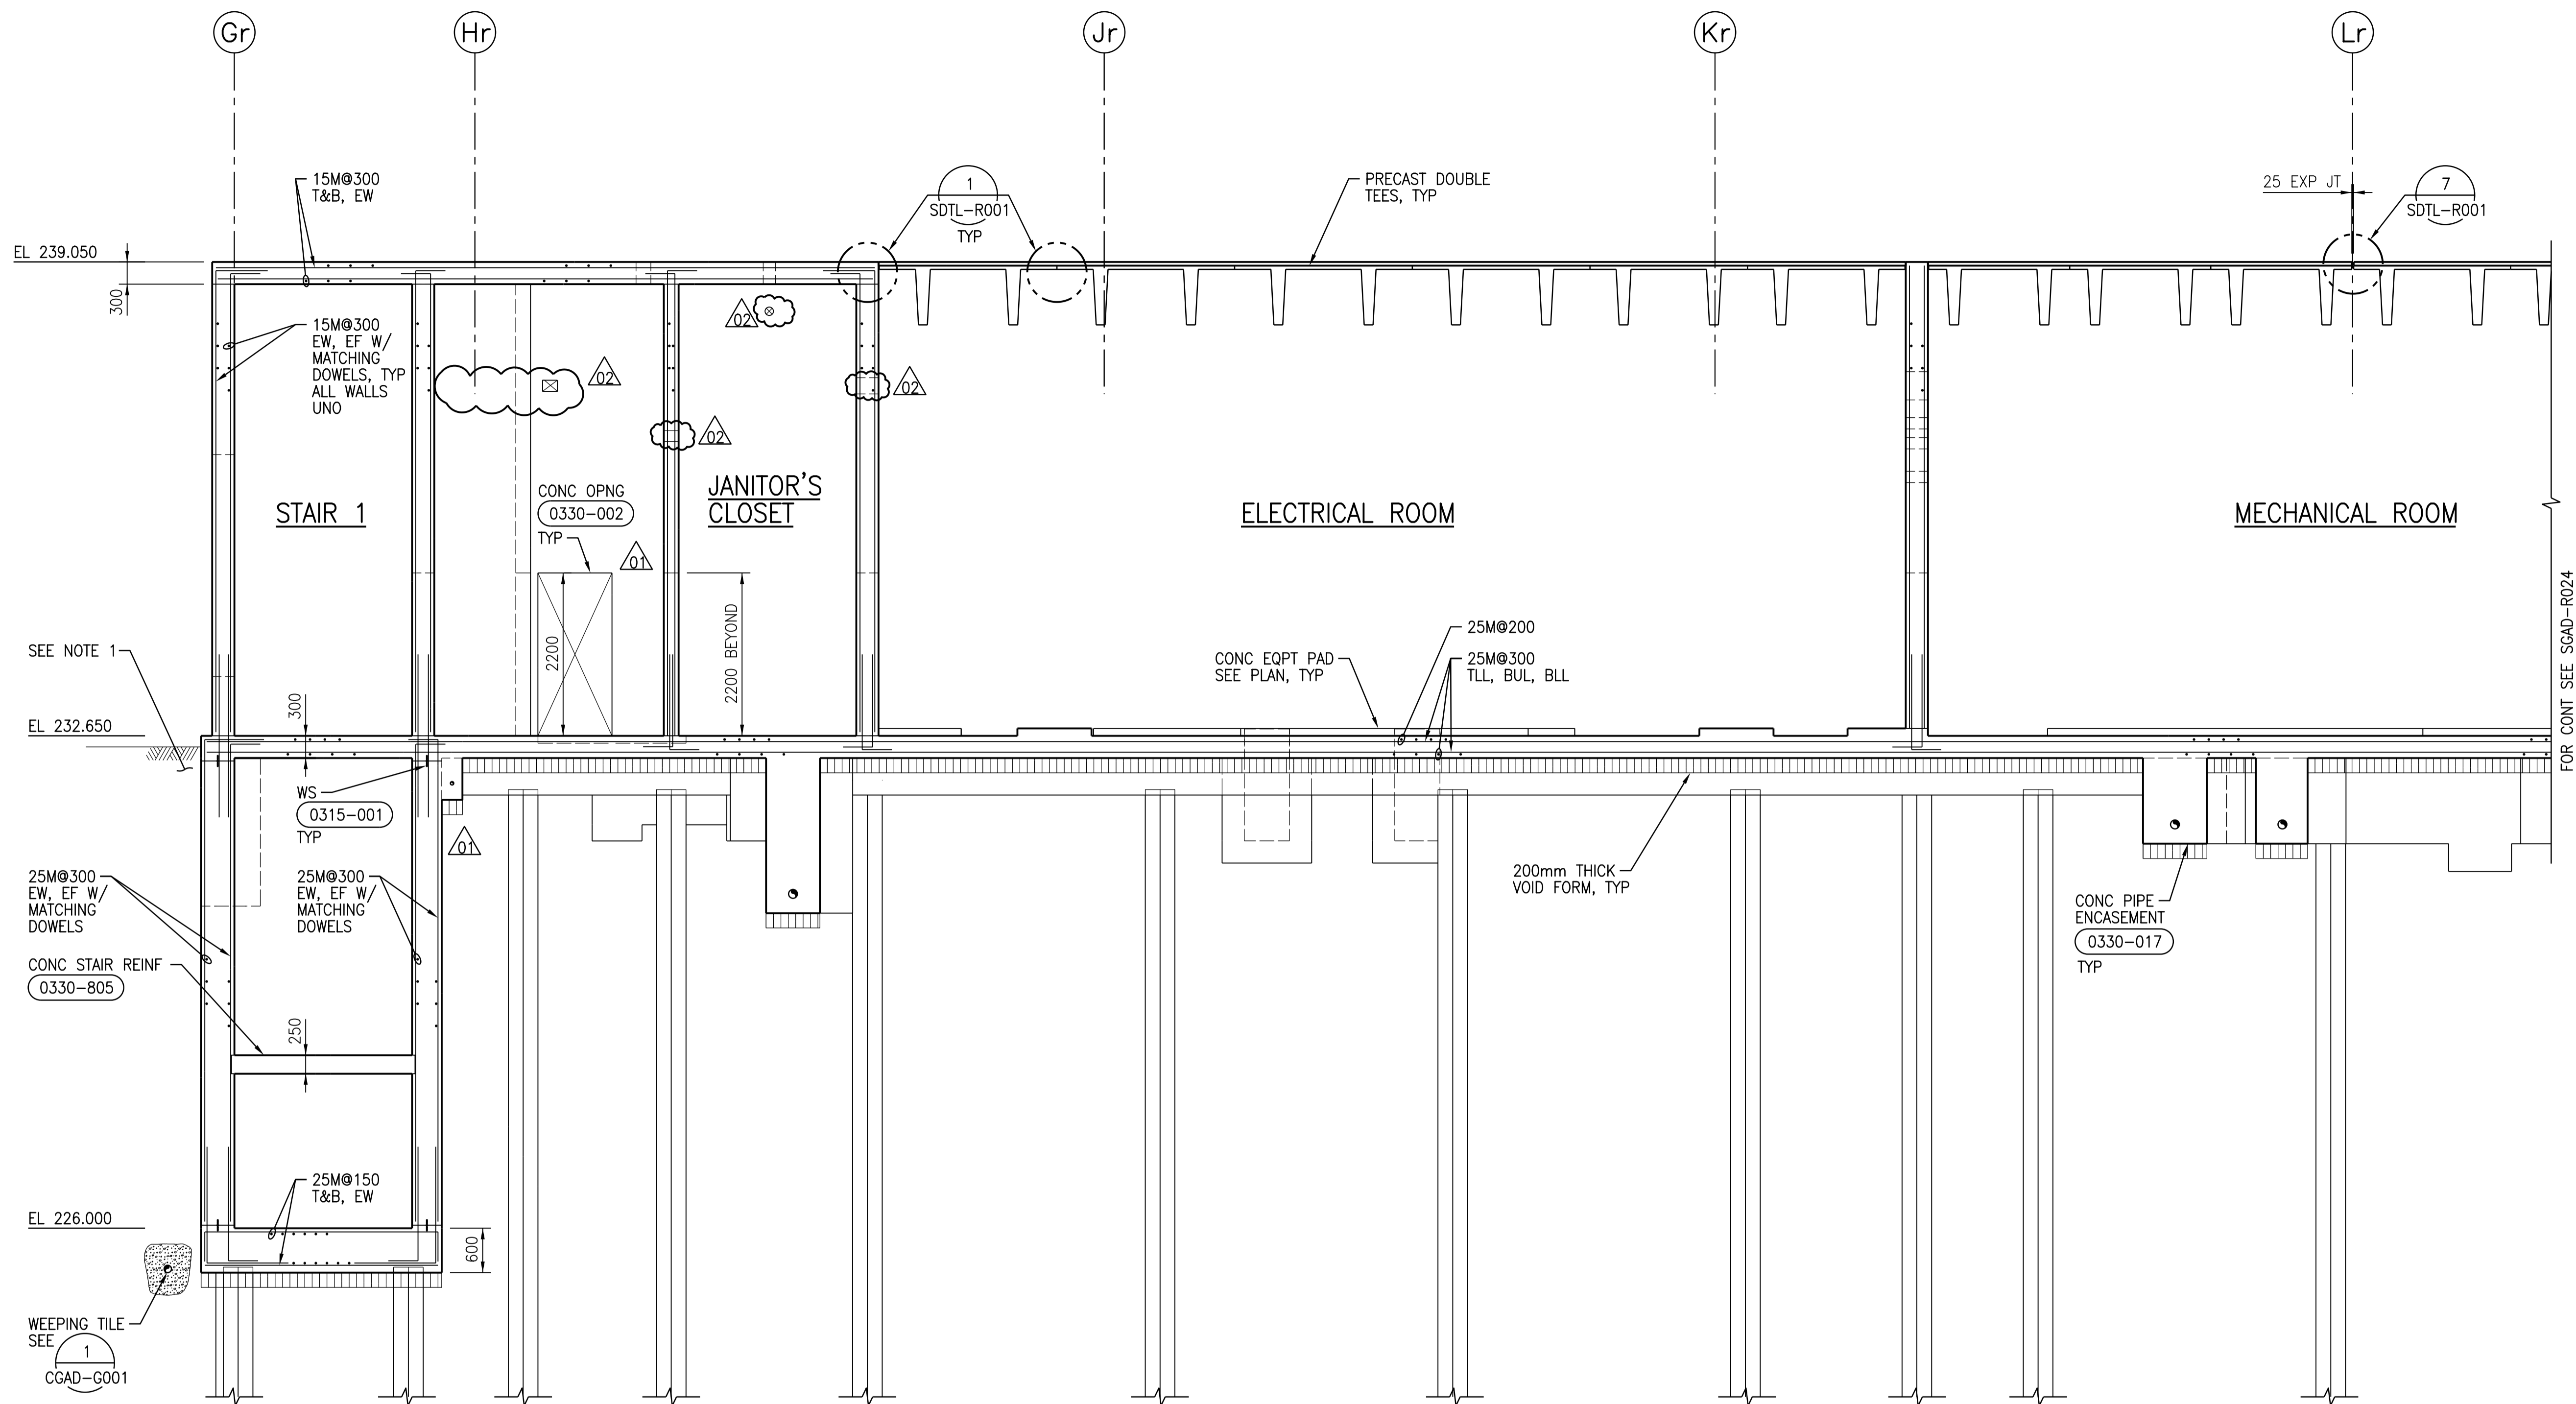 Gr
Hr
Jr
Kr
Lr
15M@300
T&B, EW
1
SDTL-R001
TYP
PRECAST DOUBLE
TEES, TYP
25 EXP JT
7
SDTL-R001
EL 239.050
300
15M@300
EW, EF W/
MATCHING
DOWELS, TYP
ALL WALLS
UNO
02
02
02
02
STAIR 1
CONC OPNG
0330-002
TYP
01
JANITOR'S
CLOSET
ELECTRICAL ROOM
MECHANICAL ROOM
2200
2200 BEYOND
SEE NOTE 1
300
EL 232.650
CONC EQPT PAD
SEE PLAN, TYP
25M@200
25M@300
TLL, BUL, BLL
FOR CONT SEE SGAD-R024
WS
0315-001
TYP
01
25M@300
EW, EF W/
MATCHING
DOWELS
25M@300
EW, EF W/
MATCHING
DOWELS
200mm THICK
VOID FORM, TYP
CONC PIPE
ENCASEMENT
0330-017
TYP
CONC STAIR REINF
0330-805
250
25M@150
T&B, EW
EL 226.000
600
WEEPING TILE
SEE
1
CGAD-G001